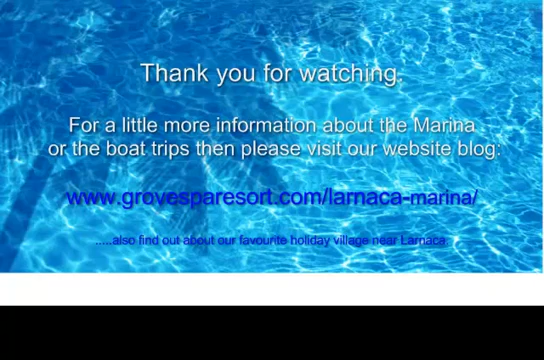 Thank you for watching.
For a little more information about the Marina
or the boat trips then please visit our website blog:
www.grovesparesort.com/larnaca-marina/
.....also find out about our favourite holiday village near Larnaca.